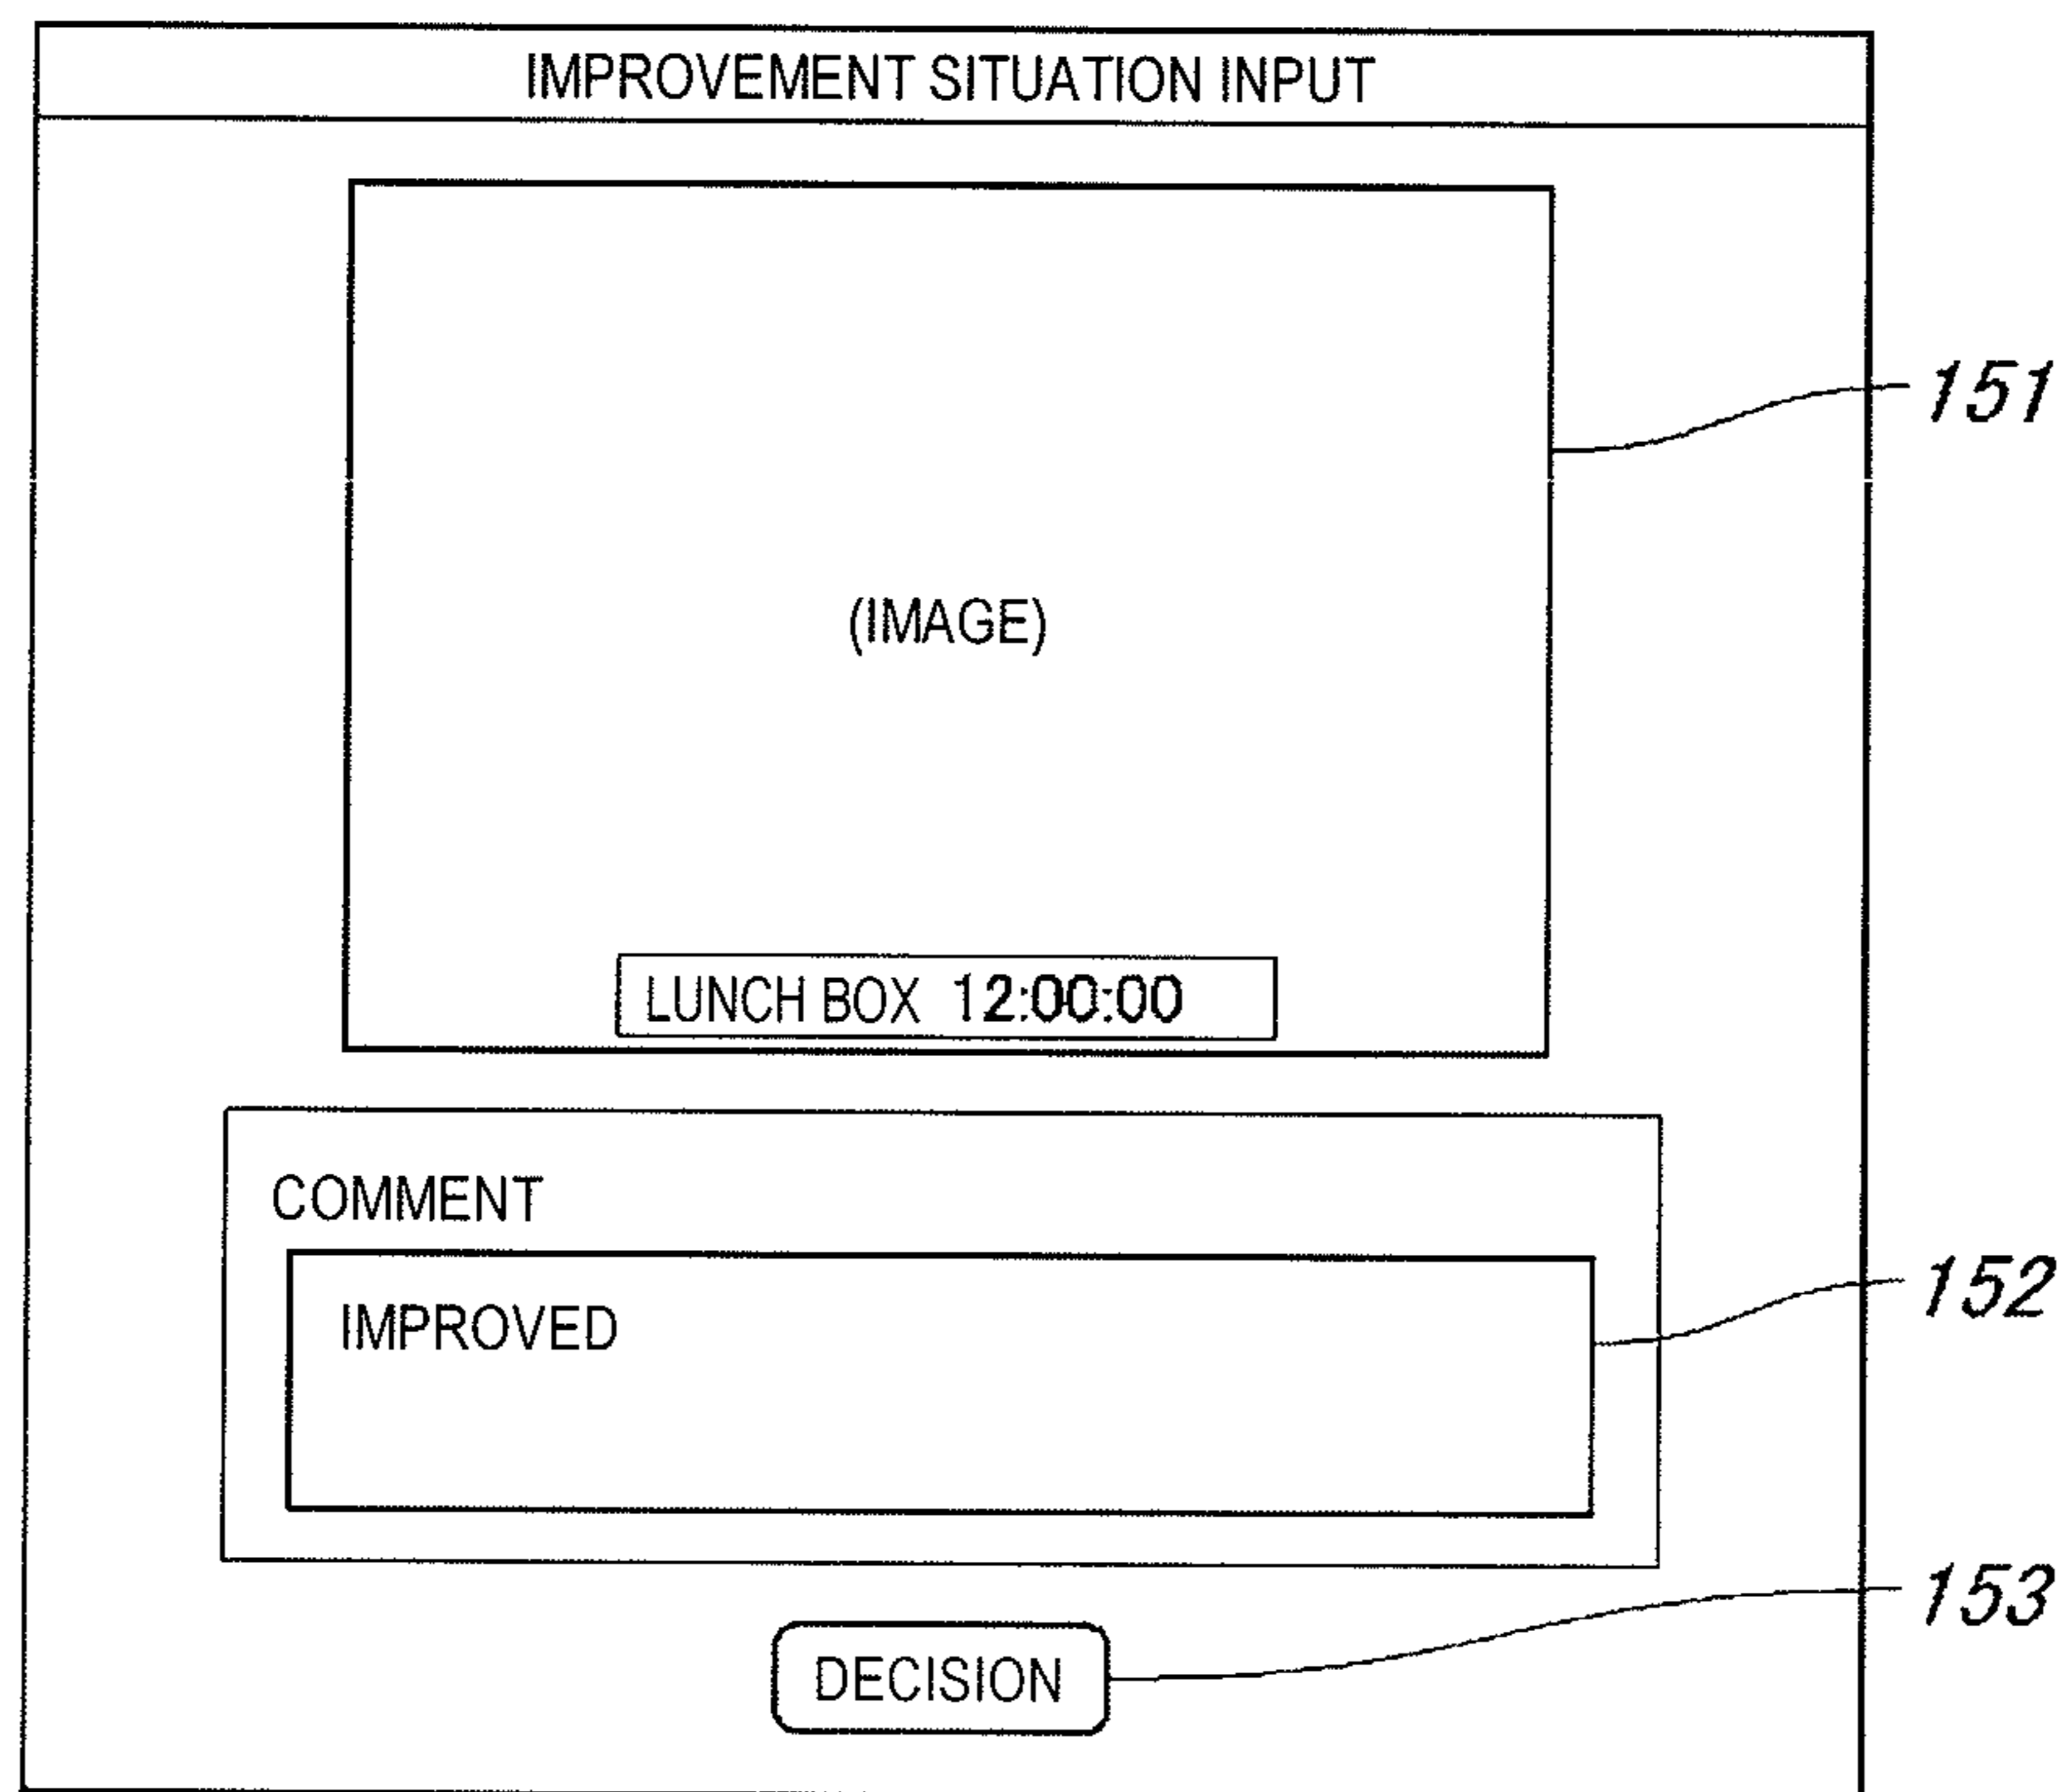 IMPROVEMENT SITUATION INPUT
151
(IMAGE)
LUNCH BOX 12:00:00
COMMENT
152
IMPROVED
153
DECISION